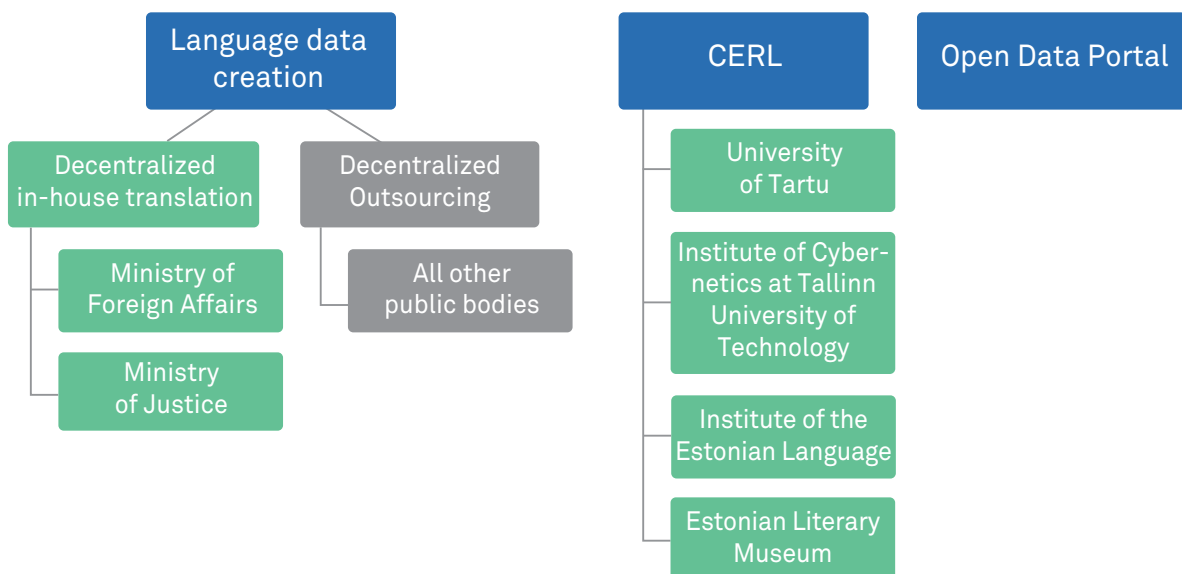 Language data
creation
Decentralized
in-house translation
Ministry of
Foreign Affairs
Ministry
of Justice
Decentralized
Outsourcing
All other
public bodies
CERL
University
of Tartu
Institute of Cyber-
netics at Tallinn
University of
Technology
Institute of the
Estonian Language
Estonian Literary
Museum
Open Data Portal